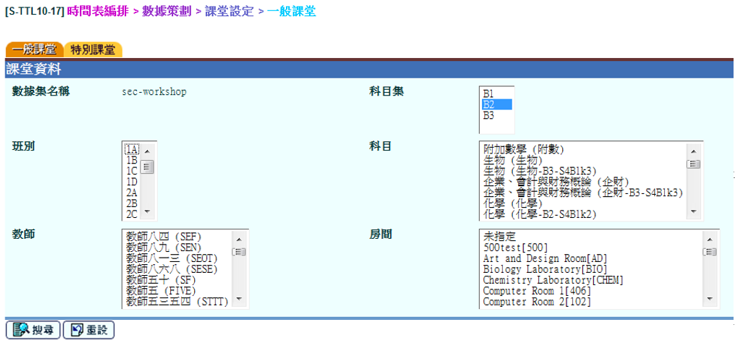 [S-TTL10-17] 時間表編排 > 數據策劃 > 課堂設定 > 一般課堂
一般課堂 特別課堂
課堂資料
數據集名稱 sec-workshop 科目集 B1
B2
B3
班別 1A
1B
1C
1D
2A
2B
2C
科目 附加數學 (附數)
生物 (生物)
生物 (生物-B3-S4B1k3)
企業、會計與財務概論 (企財)
企業、會計與財務概論 (企財-B3-S4B1k3)
化學 (化學)
化學 (化學-B2-S4B1k2)
教師 教師八四 (SEF)
教師八九 (SEN)
教師八一三 (SEOT)
教師八六八 (SESE)
教師五十 (SF)
教師五 (FIVE)
教師五三五四 (STTT)
房間 未指定
500test[500]
Art and Design Room[AD]
Biology Laboratory[BIO]
Chemistry Laboratory[CHEM]
Computer Room 1[406]
Computer Room 2[102]
搜尋 重設